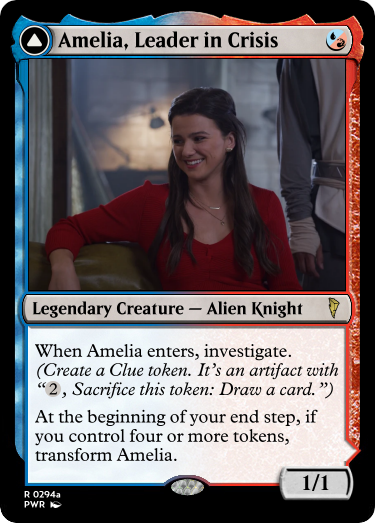 Amelia, Leader in Crisis
Legendary Creature — Alien Knight
When Amelia enters, investigate.
(Create a Clue token. It's an artifact with
“2, Sacrifice this token: Draw a card.”)
At the beginning of your end step, if
you control four or more tokens,
transform Amelia.
1/1
R 0294a
PWR